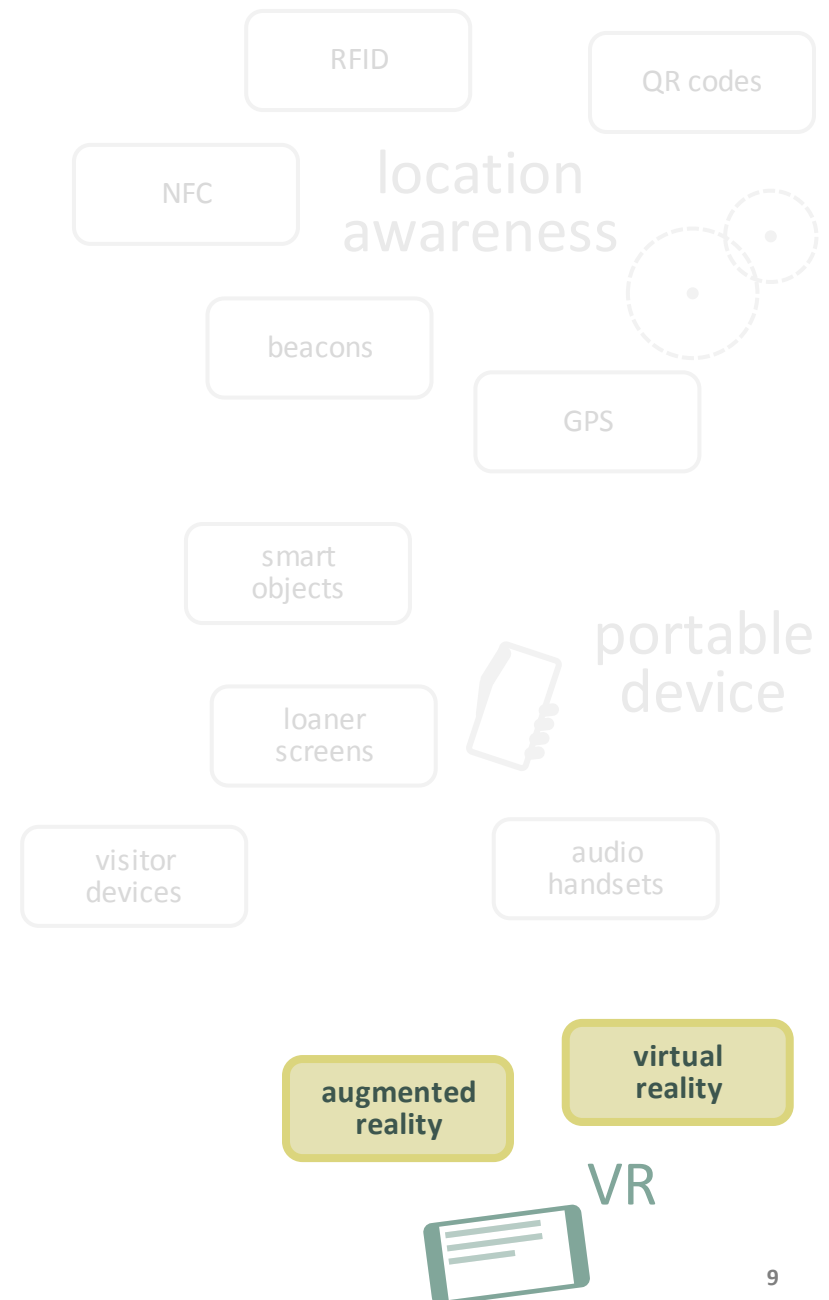 RFID
QR codes
NFC
location
awareness
beacons
GPS
smart
objects
portable
device
loaner
screens
visitor
devices
audio
handsets
virtual
reality
augmented
reality
VR
9